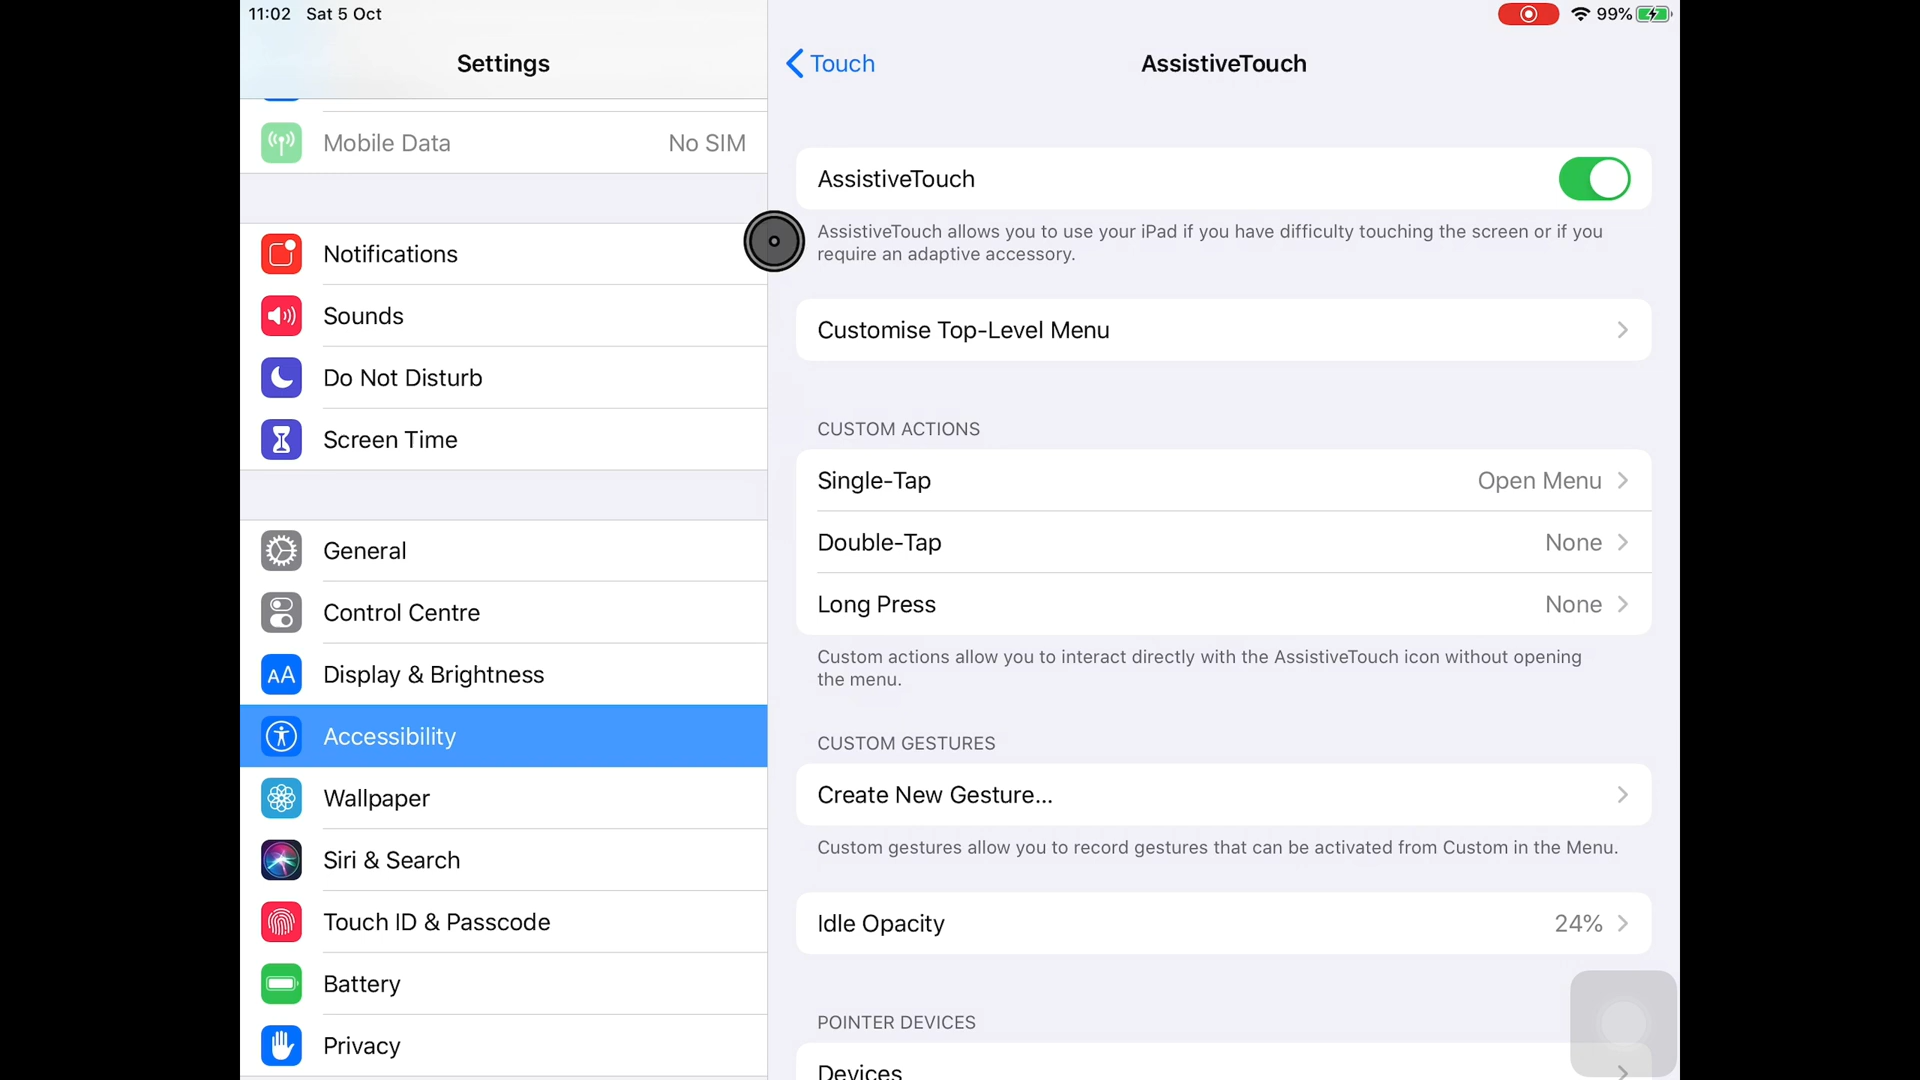 11:02 Sat 5 Oct
99%
Settings
Mobile Data No SIM
Notifications
Sounds
Do Not Disturb
Screen Time
General
Control Centre
AA Display & Brightness
Accessibility
Wallpaper
Siri & Search
Touch ID & Passcode
Battery
Privacy
Touch AssistiveTouch
AssistiveTouch
AssistiveTouch allows you to use your iPad if you have difficulty touching the screen or if you
require an adaptive accessory.
Customise Top-Level Menu
CUSTOM ACTIONS
Single-Tap Open Menu
Double-Tap None
Long Press None
Custom actions allow you to interact directly with the AssistiveTouch icon without opening
the menu.
CUSTOM GESTURES
Create New Gesture...
Custom gestures allow you to record gestures that can be activated from Custom in the Menu.
Idle Opacity 24%
POINTER DEVICES
Devices